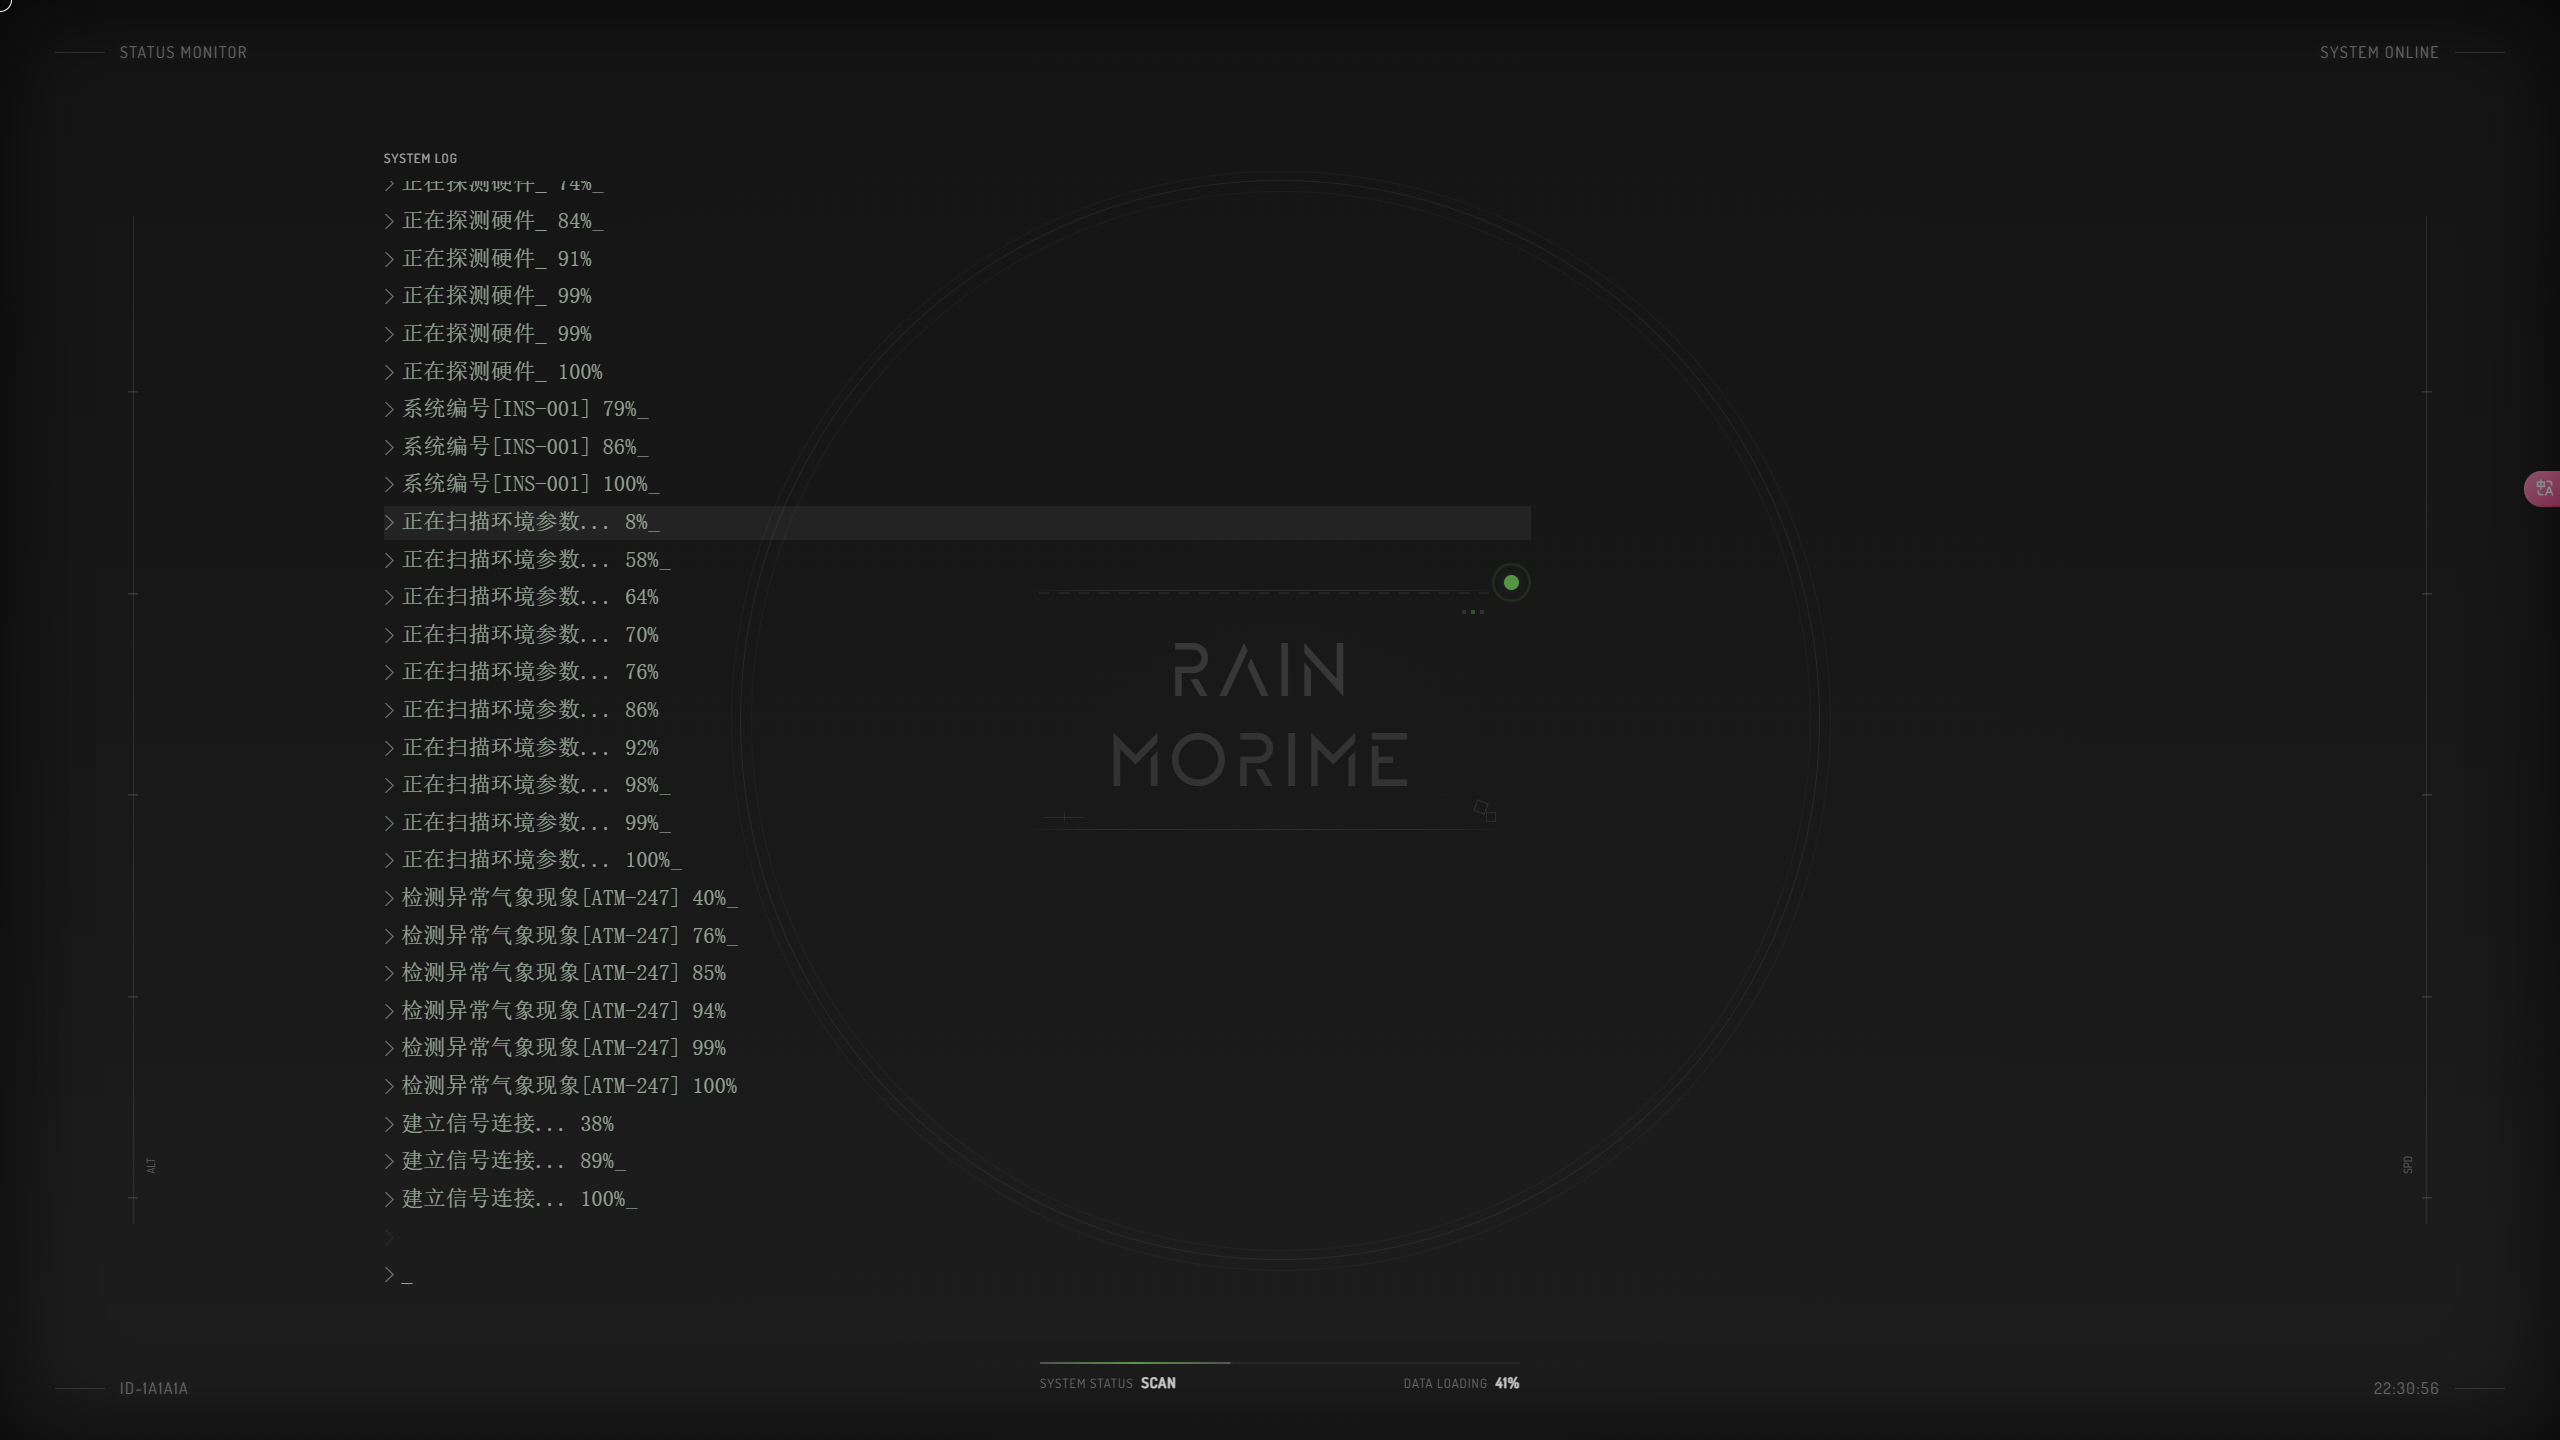 STATUS MONITOR
SYSTEM ONLINE
SYSTEM LOG
> 正在探测硬件_ 74%_
> 正在探测硬件_ 84%_
> 正在探测硬件_ 91%
> 正在探测硬件_ 99%
> 正在探测硬件_ 99%
> 正在探测硬件_ 100%
> 系统编号[INS-001] 79%_
> 系统编号[INS-001] 86%_
> 系统编号[INS-001] 100%_
> 正在扫描环境参数... 8%_
> 正在扫描环境参数... 58%_
> 正在扫描环境参数... 64%
> 正在扫描环境参数... 70%
> 正在扫描环境参数... 76%
> 正在扫描环境参数... 86%
> 正在扫描环境参数... 92%
> 正在扫描环境参数... 98%_
> 正在扫描环境参数... 99%_
> 正在扫描环境参数... 100%_
> 检测异常气象现象[ATM-247] 40%_
> 检测异常气象现象[ATM-247] 76%_
> 检测异常气象现象[ATM-247] 85%
> 检测异常气象现象[ATM-247] 94%
> 检测异常气象现象[ATM-247] 99%
> 检测异常气象现象[ATM-247] 100%
> 建立信号连接... 38%
> 建立信号连接... 89%_
> 建立信号连接... 100%_
>
> _
RAIN
MORIME
ALT
SPD
中A
SYSTEM STATUS SCAN
DATA LOADING 41%
ID-1A1A1A
22:30:56